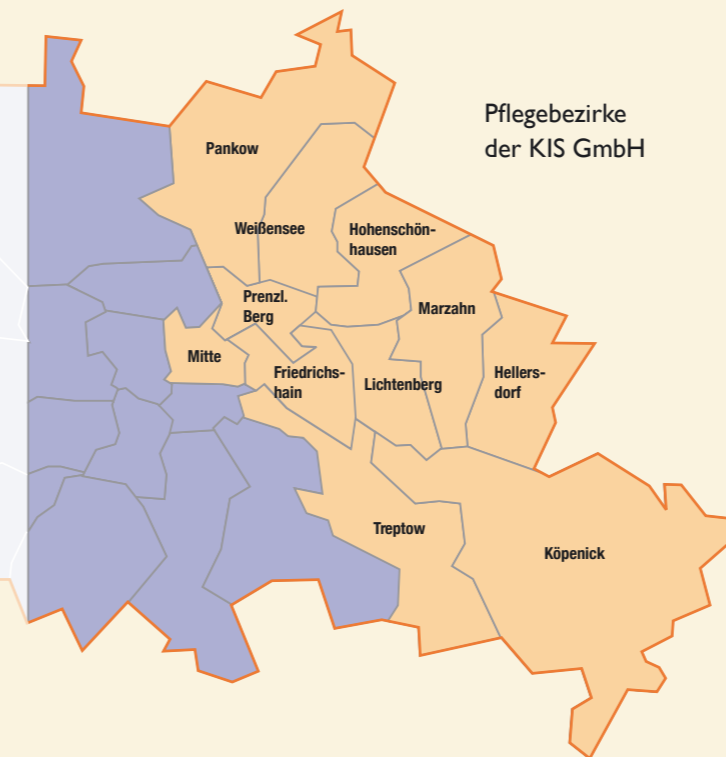 Pflegebezirke
der KIS GmbH
Pankow
Weißensee
Hohenschön-
hausen
Prenzl.
Berg
Marzahn
Mitte
Friedrichs-
hain
Lichtenberg
Hellers-
dorf
Treptow
Köpenick